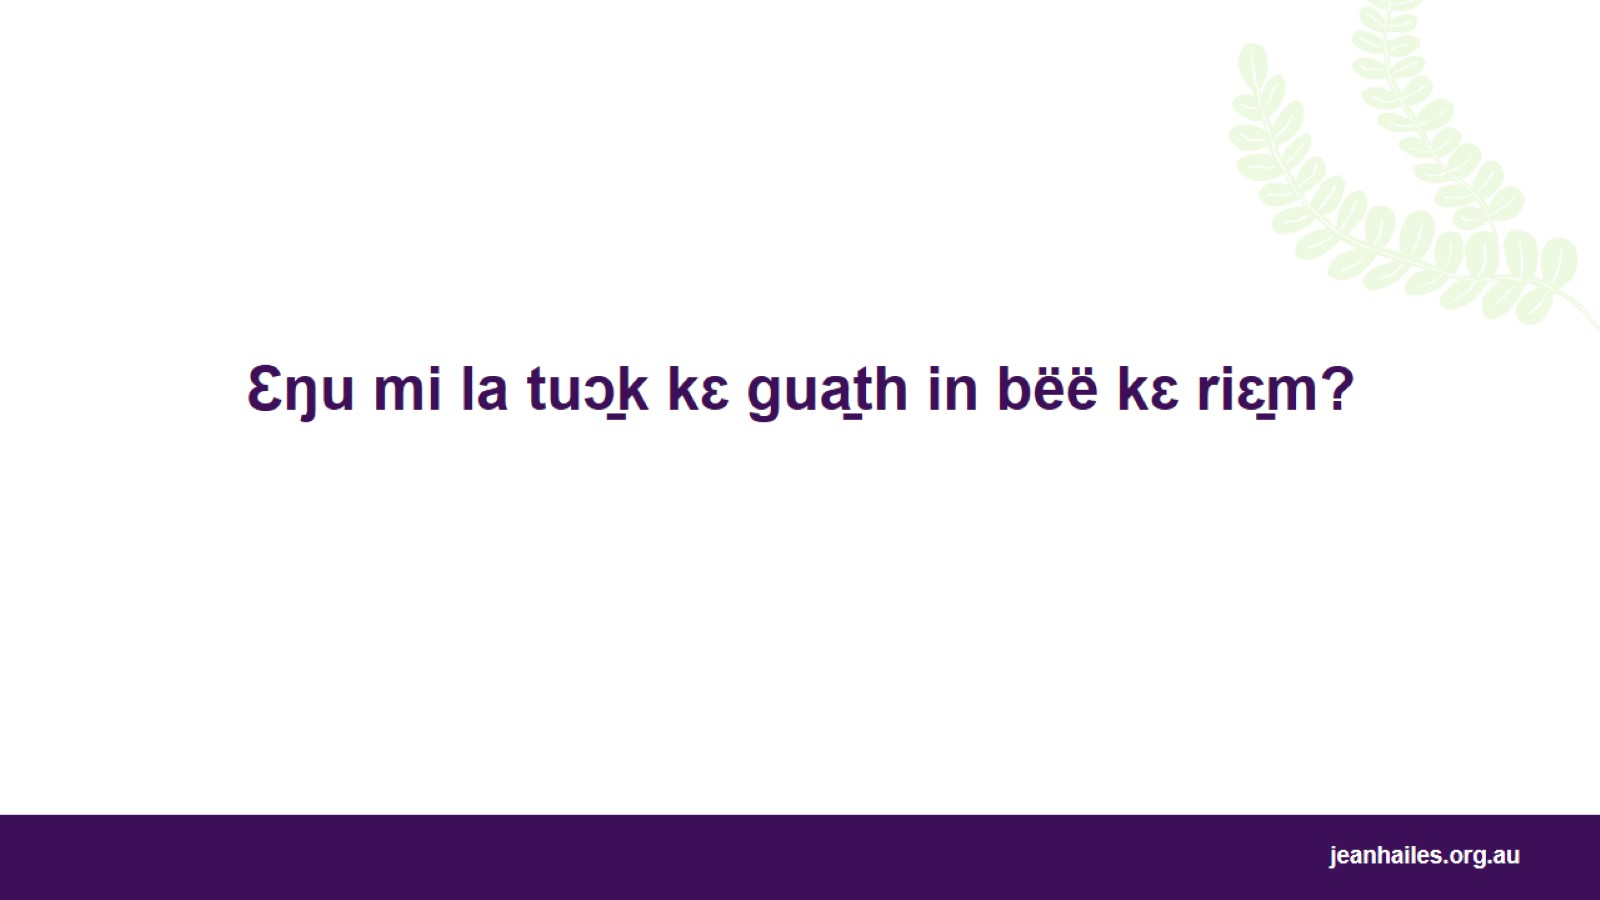 Ɛŋu mi la tuɔ̱k kɛ gua̱th in bëë kɛ riɛ̱m?
jeanhailes.org.au